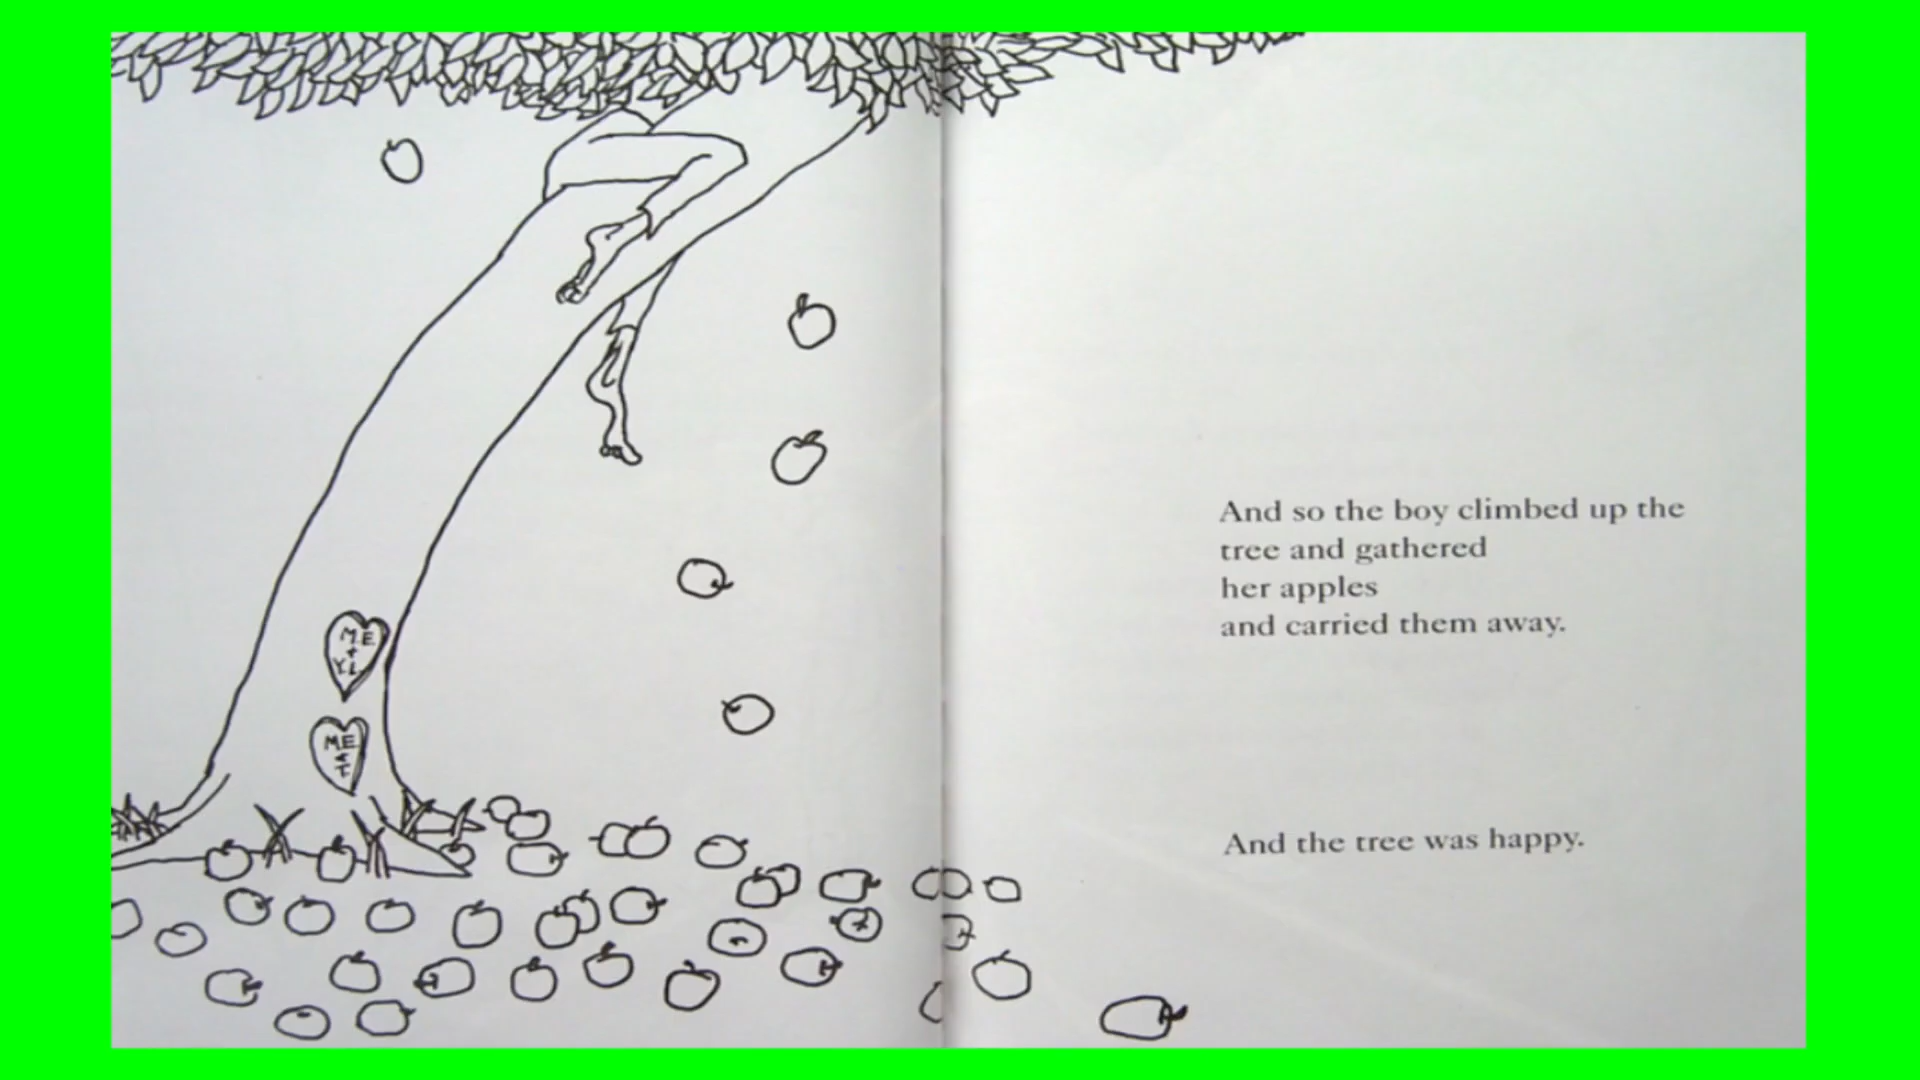 M.E
+
Y.L
ME
+
T
And so the boy climbed up the
tree and gathered
her apples
and carried them away.
And the tree was happy.